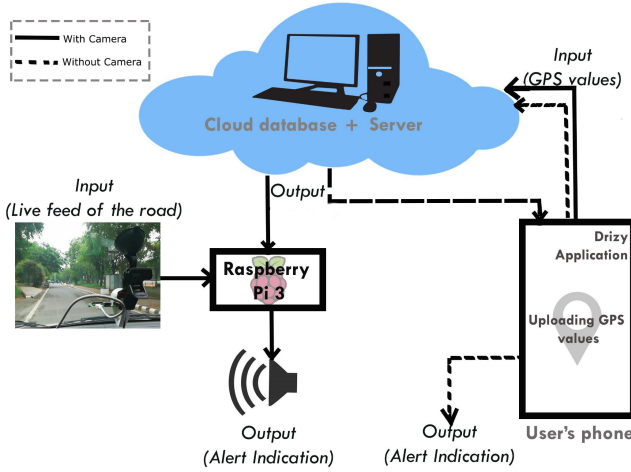 With Camera
Without Camera
Input
(GPS values)
Cloud database + Server
Input
(Live feed of the road)
Output
Raspberry
Pi 3
Drizy
Application
Uploading GPS
values
Output
(Alert Indication)
Output
(Alert Indication)
User's phone